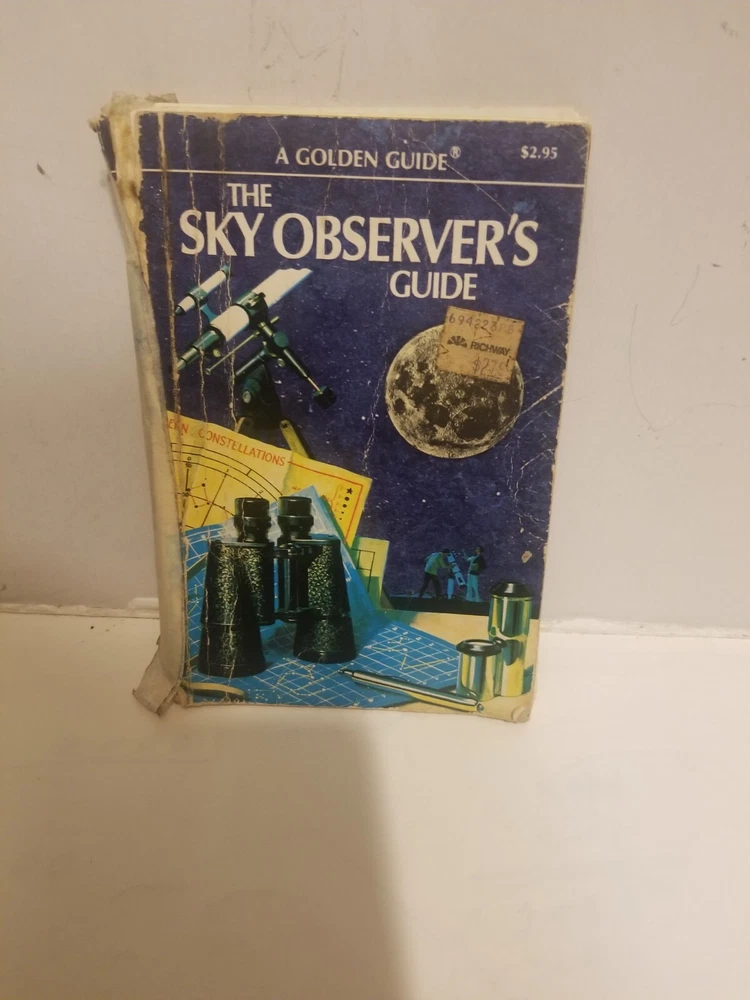 A GOLDEN GUIDE®
$2.95
THE
SKY OBSERVER'S
GUIDE
RICHWAY
CONSTELLATIONS